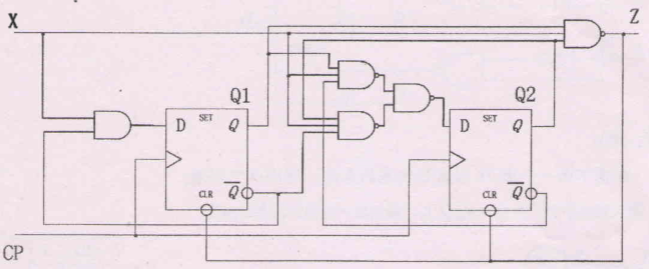 X
Z
Q1
Q2
D SET Q
D SET Q
CLR Q̅
CLR Q̅
CP